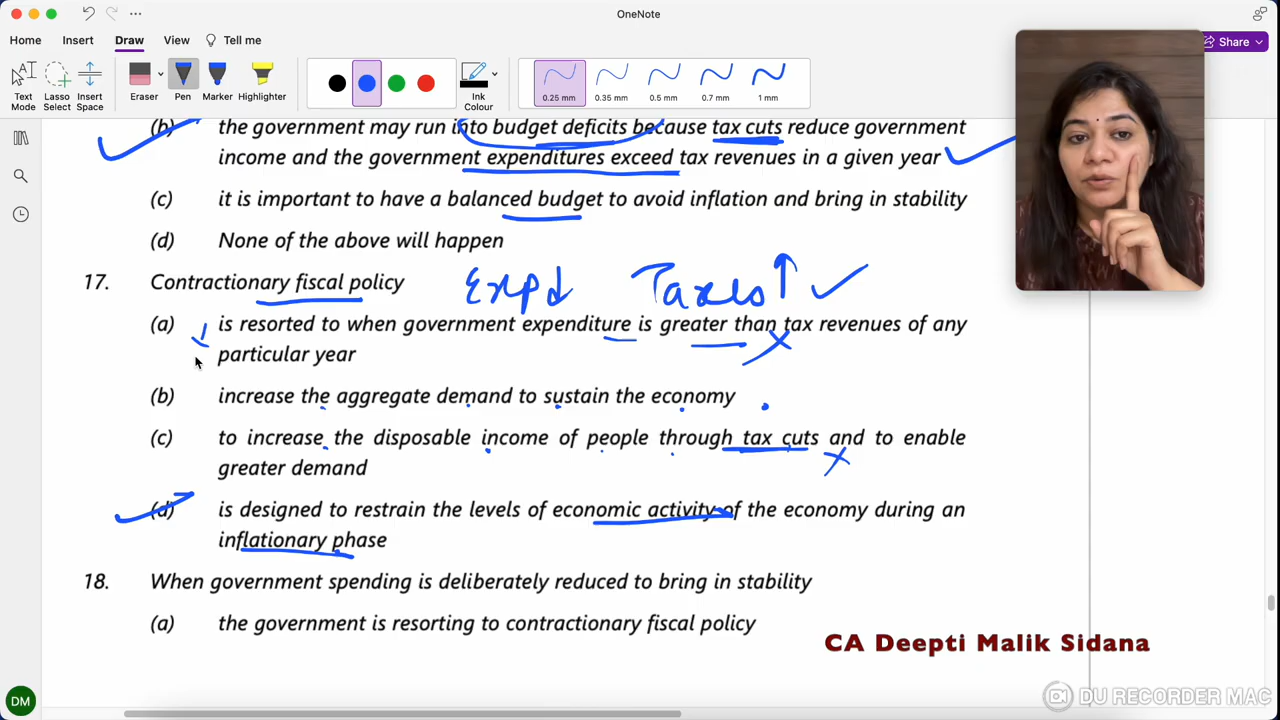 OneNote
Home Insert Draw View Tell me
Share
Text Mode
Lasso Select
Insert Space
Eraser
Pen
Marker
Highlighter
Ink Colour
0.25 mm 0.35 mm 0.5 mm 0.7 mm 1 mm
(b) the government may run into budget deficits because tax cuts reduce government
income and the government expenditures exceed tax revenues in a given year
(c) it is important to have a balanced budget to avoid inflation and bring in stability
(d) None of the above will happen
17. Contractionary fiscal policy Exp↓ Taxes↑
(a) is resorted to when government expenditure is greater than tax revenues of any
particular year
(b) increase the aggregate demand to sustain the economy
(c) to increase the disposable income of people through tax cuts and to enable
greater demand
(d) is designed to restrain the levels of economic activity of the economy during an
inflationary phase
18. When government spending is deliberately reduced to bring in stability
(a) the government is resorting to contractionary fiscal policy
CA Deepti Malik Sidana
DM
DU RECORDER MAC